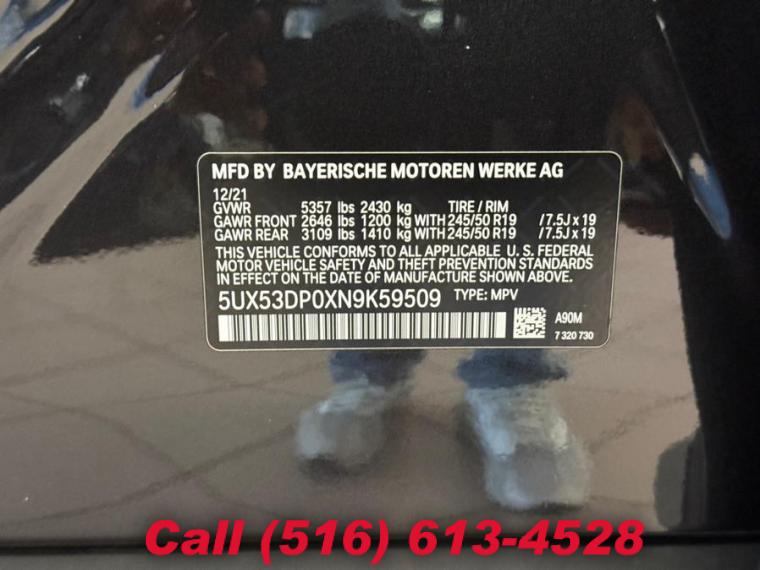 MFD BY BAYERISCHE MOTOREN WERKE AG
12/21
GVWR 5357 lbs 2430 kg TIRE / RIM
GAWR FRONT 2646 lbs 1200 kg WITH 245/50 R19 /7.5J x 19
GAWR REAR 3109 lbs 1410 kg WITH 245/50 R19 /7.5J x 19
THIS VEHICLE CONFORMS TO ALL APPLICABLE U. S. FEDERAL
MOTOR VEHICLE SAFETY AND THEFT PREVENTION STANDARDS
IN EFFECT ON THE DATE OF MANUFACTURE SHOWN ABOVE.
5UX53DP0XN9K59509 TYPE: MPV
A90M
7 320 730
Call (516) 613-4528